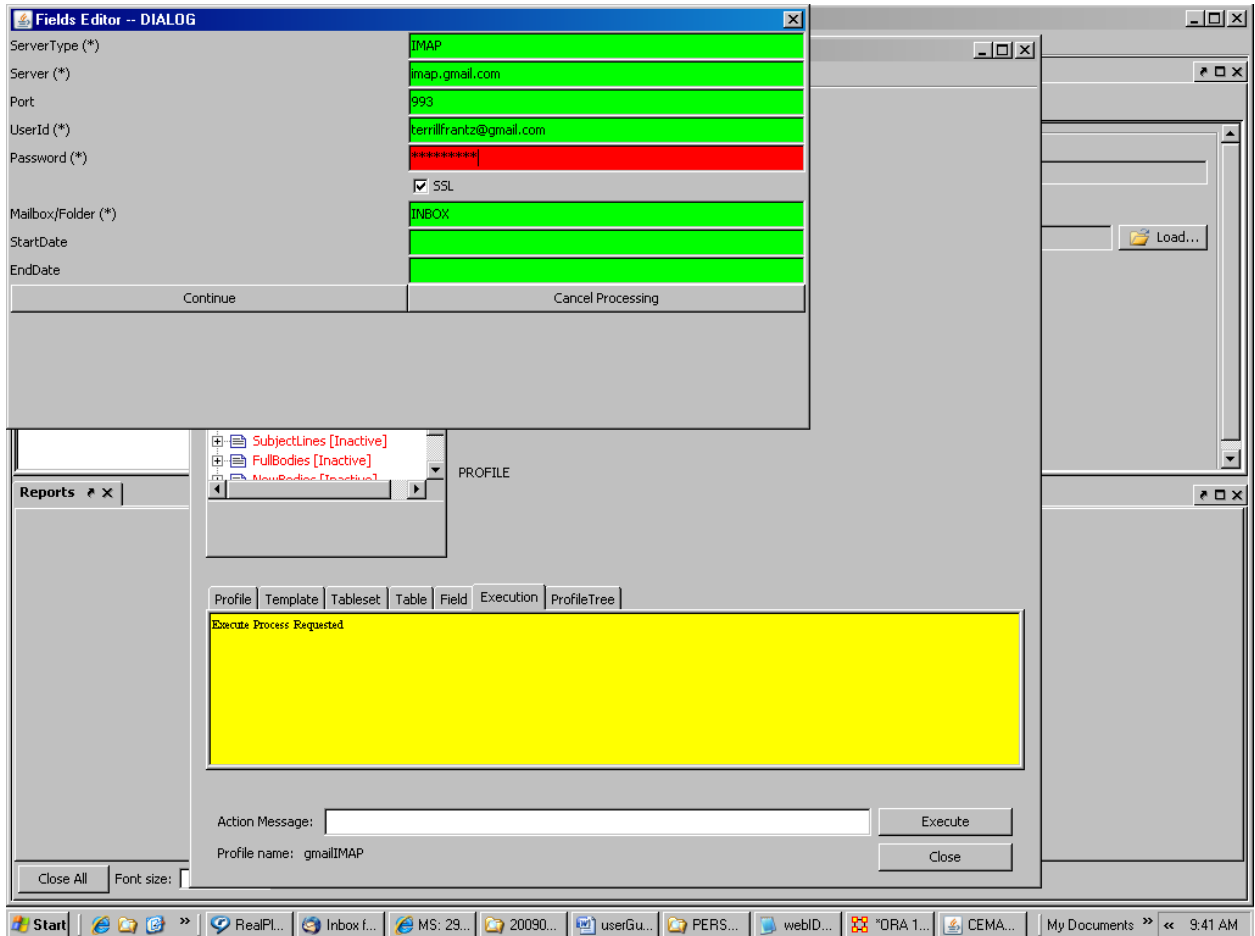 Fields Editor -- DIALOG
ServerType (*) IMAP
Server (*) imap.gmail.com
Port 993
UserId (*) terrillfrantz@gmail.com
Password (*) *********
SSL
Mailbox/Folder (*) INBOX
StartDate
EndDate
Continue Cancel Processing
Load...
SubjectLines [Inactive]
FullBodies [Inactive]
NewBodies [Inactive]
PROFILE
Reports
Profile Template Tableset Table Field Execution ProfileTree
Execute Process Requested
Action Message: Execute
Profile name: gmailIMAP Close
Close All Font size:
Start » RealPl... Inbox f... MS: 29... 20090... userGu... PERS... webID... *ORA 1... CEMA... My Documents » « 9:41 AM